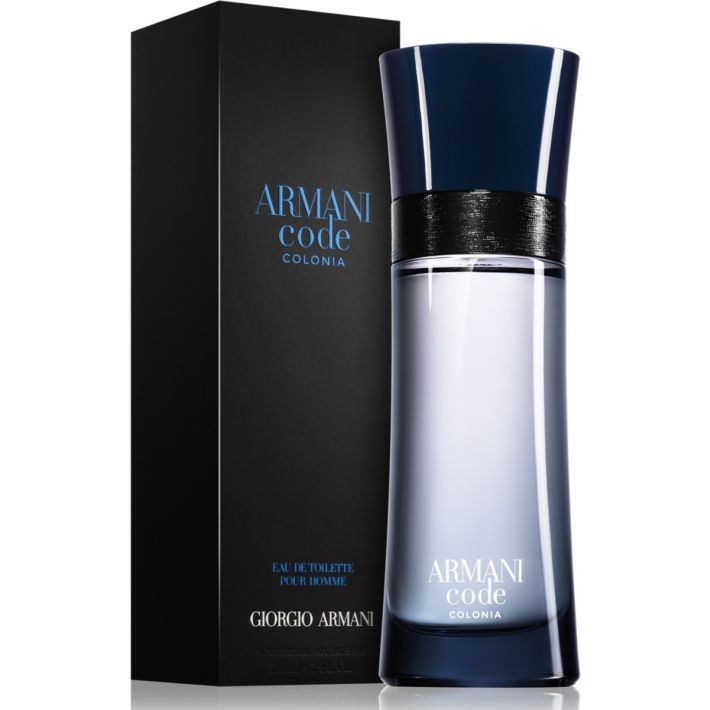 ARMANI
code
COLONIA
EAU DE TOILETTE
POUR HOMME
GIORGIO ARMANI
ARMANI
code
COLONIA